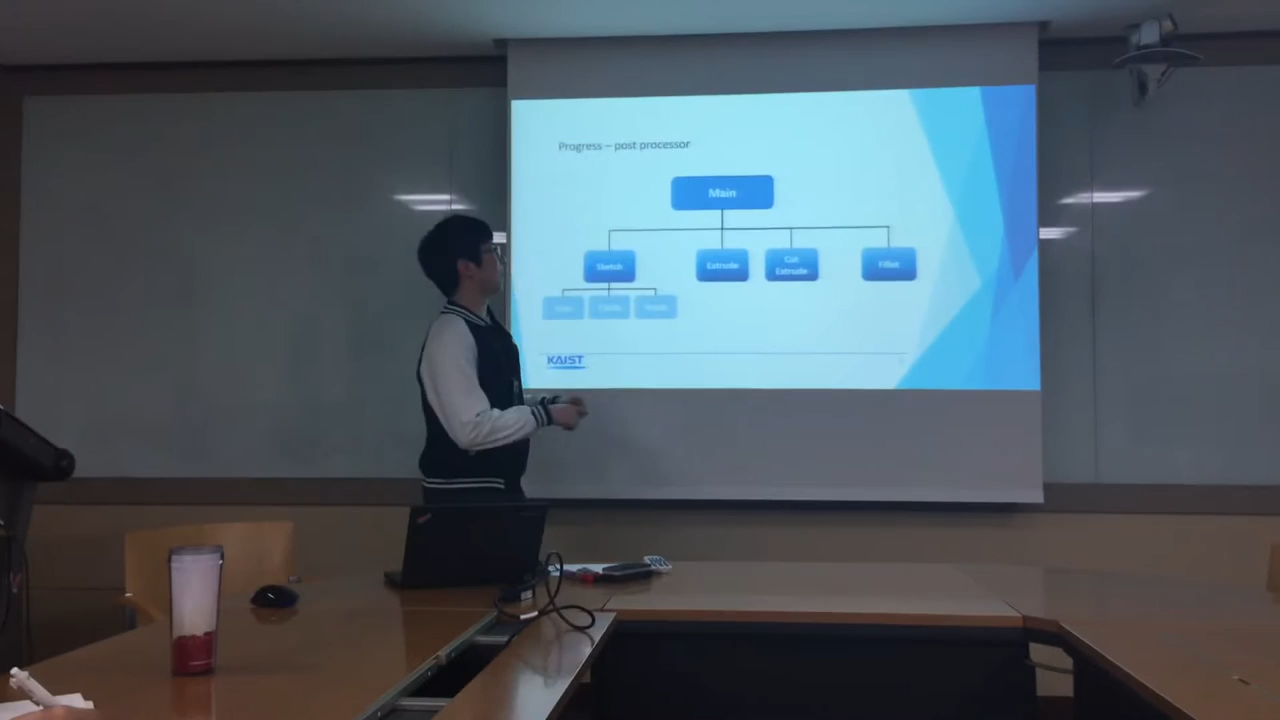 Progress – post processor
Main
Sketch
Extrude
Cut
Extrude
Fillet
KAIST